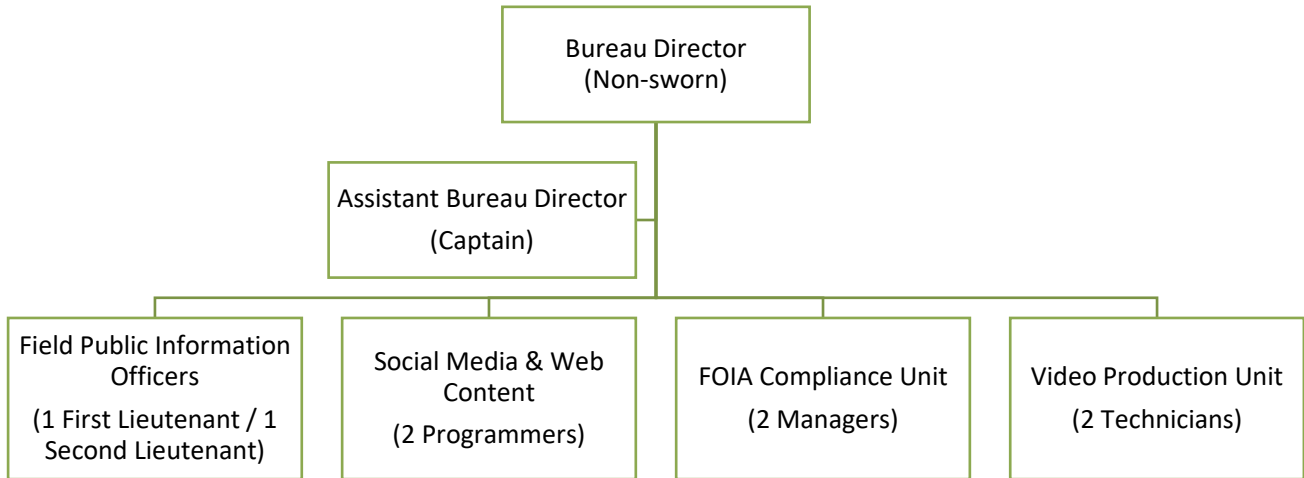 Bureau Director
(Non-sworn)
Assistant Bureau Director
(Captain)
Field Public Information
Officers
(1 First Lieutenant / 1
Second Lieutenant)
Social Media & Web
Content
(2 Programmers)
FOIA Compliance Unit
(2 Managers)
Video Production Unit
(2 Technicians)